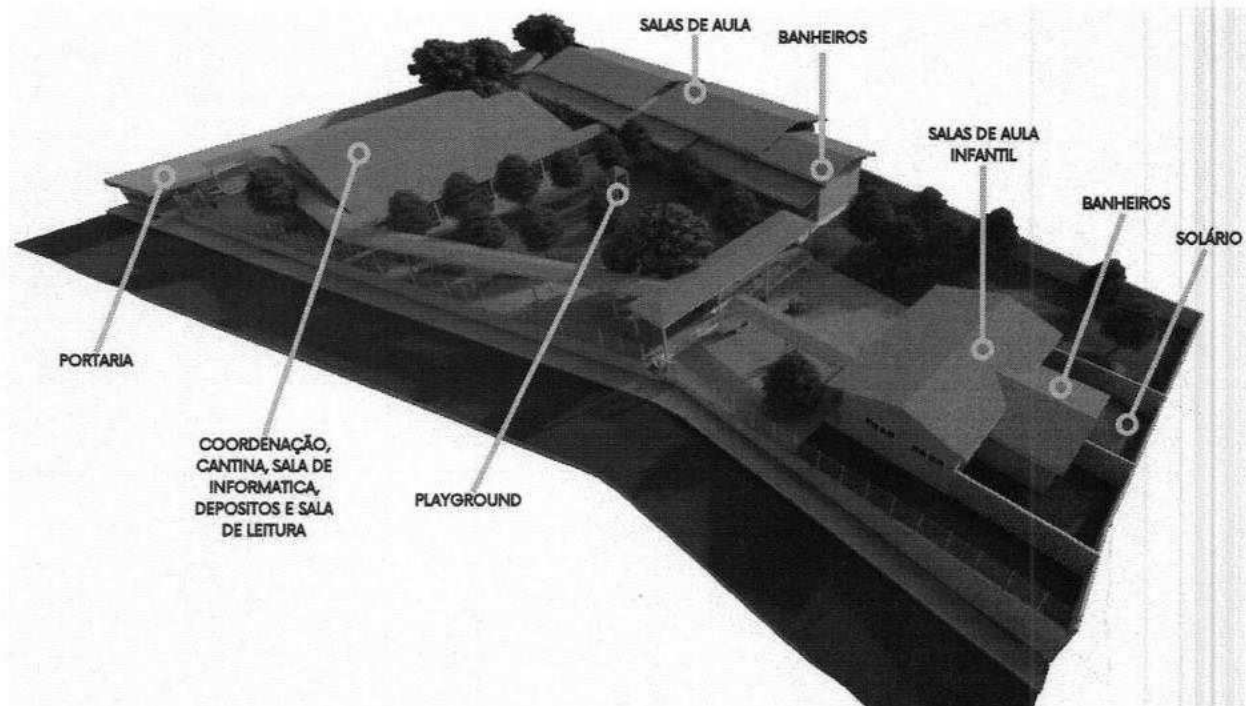 SALAS DE AULA
BANHEIROS
SALAS DE AULA
INFANTIL
BANHEIROS
SOLÁRIO
PORTARIA
COORDENAÇÃO,
CANTINA, SALA DE
INFORMATICA,
DEPOSITOS E SALA
DE LEITURA
PLAYGROUND